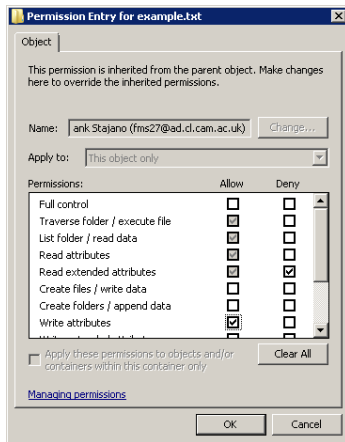 Permission Entry for example.txt
Object
This permission is inherited from the parent object. Make changes
here to override the inherited permissions.
Name: ank Stajano (fms27@ad.cl.cam.ac.uk) Change...
Apply to: This object only
Permissions: Allow Deny
Full control
Traverse folder / execute file
List folder / read data
Read attributes
Read extended attributes
Create files / write data
Create folders / append data
Write attributes
Apply these permissions to objects and/or
containers within this container only
Clear All
Managing permissions
OK Cancel